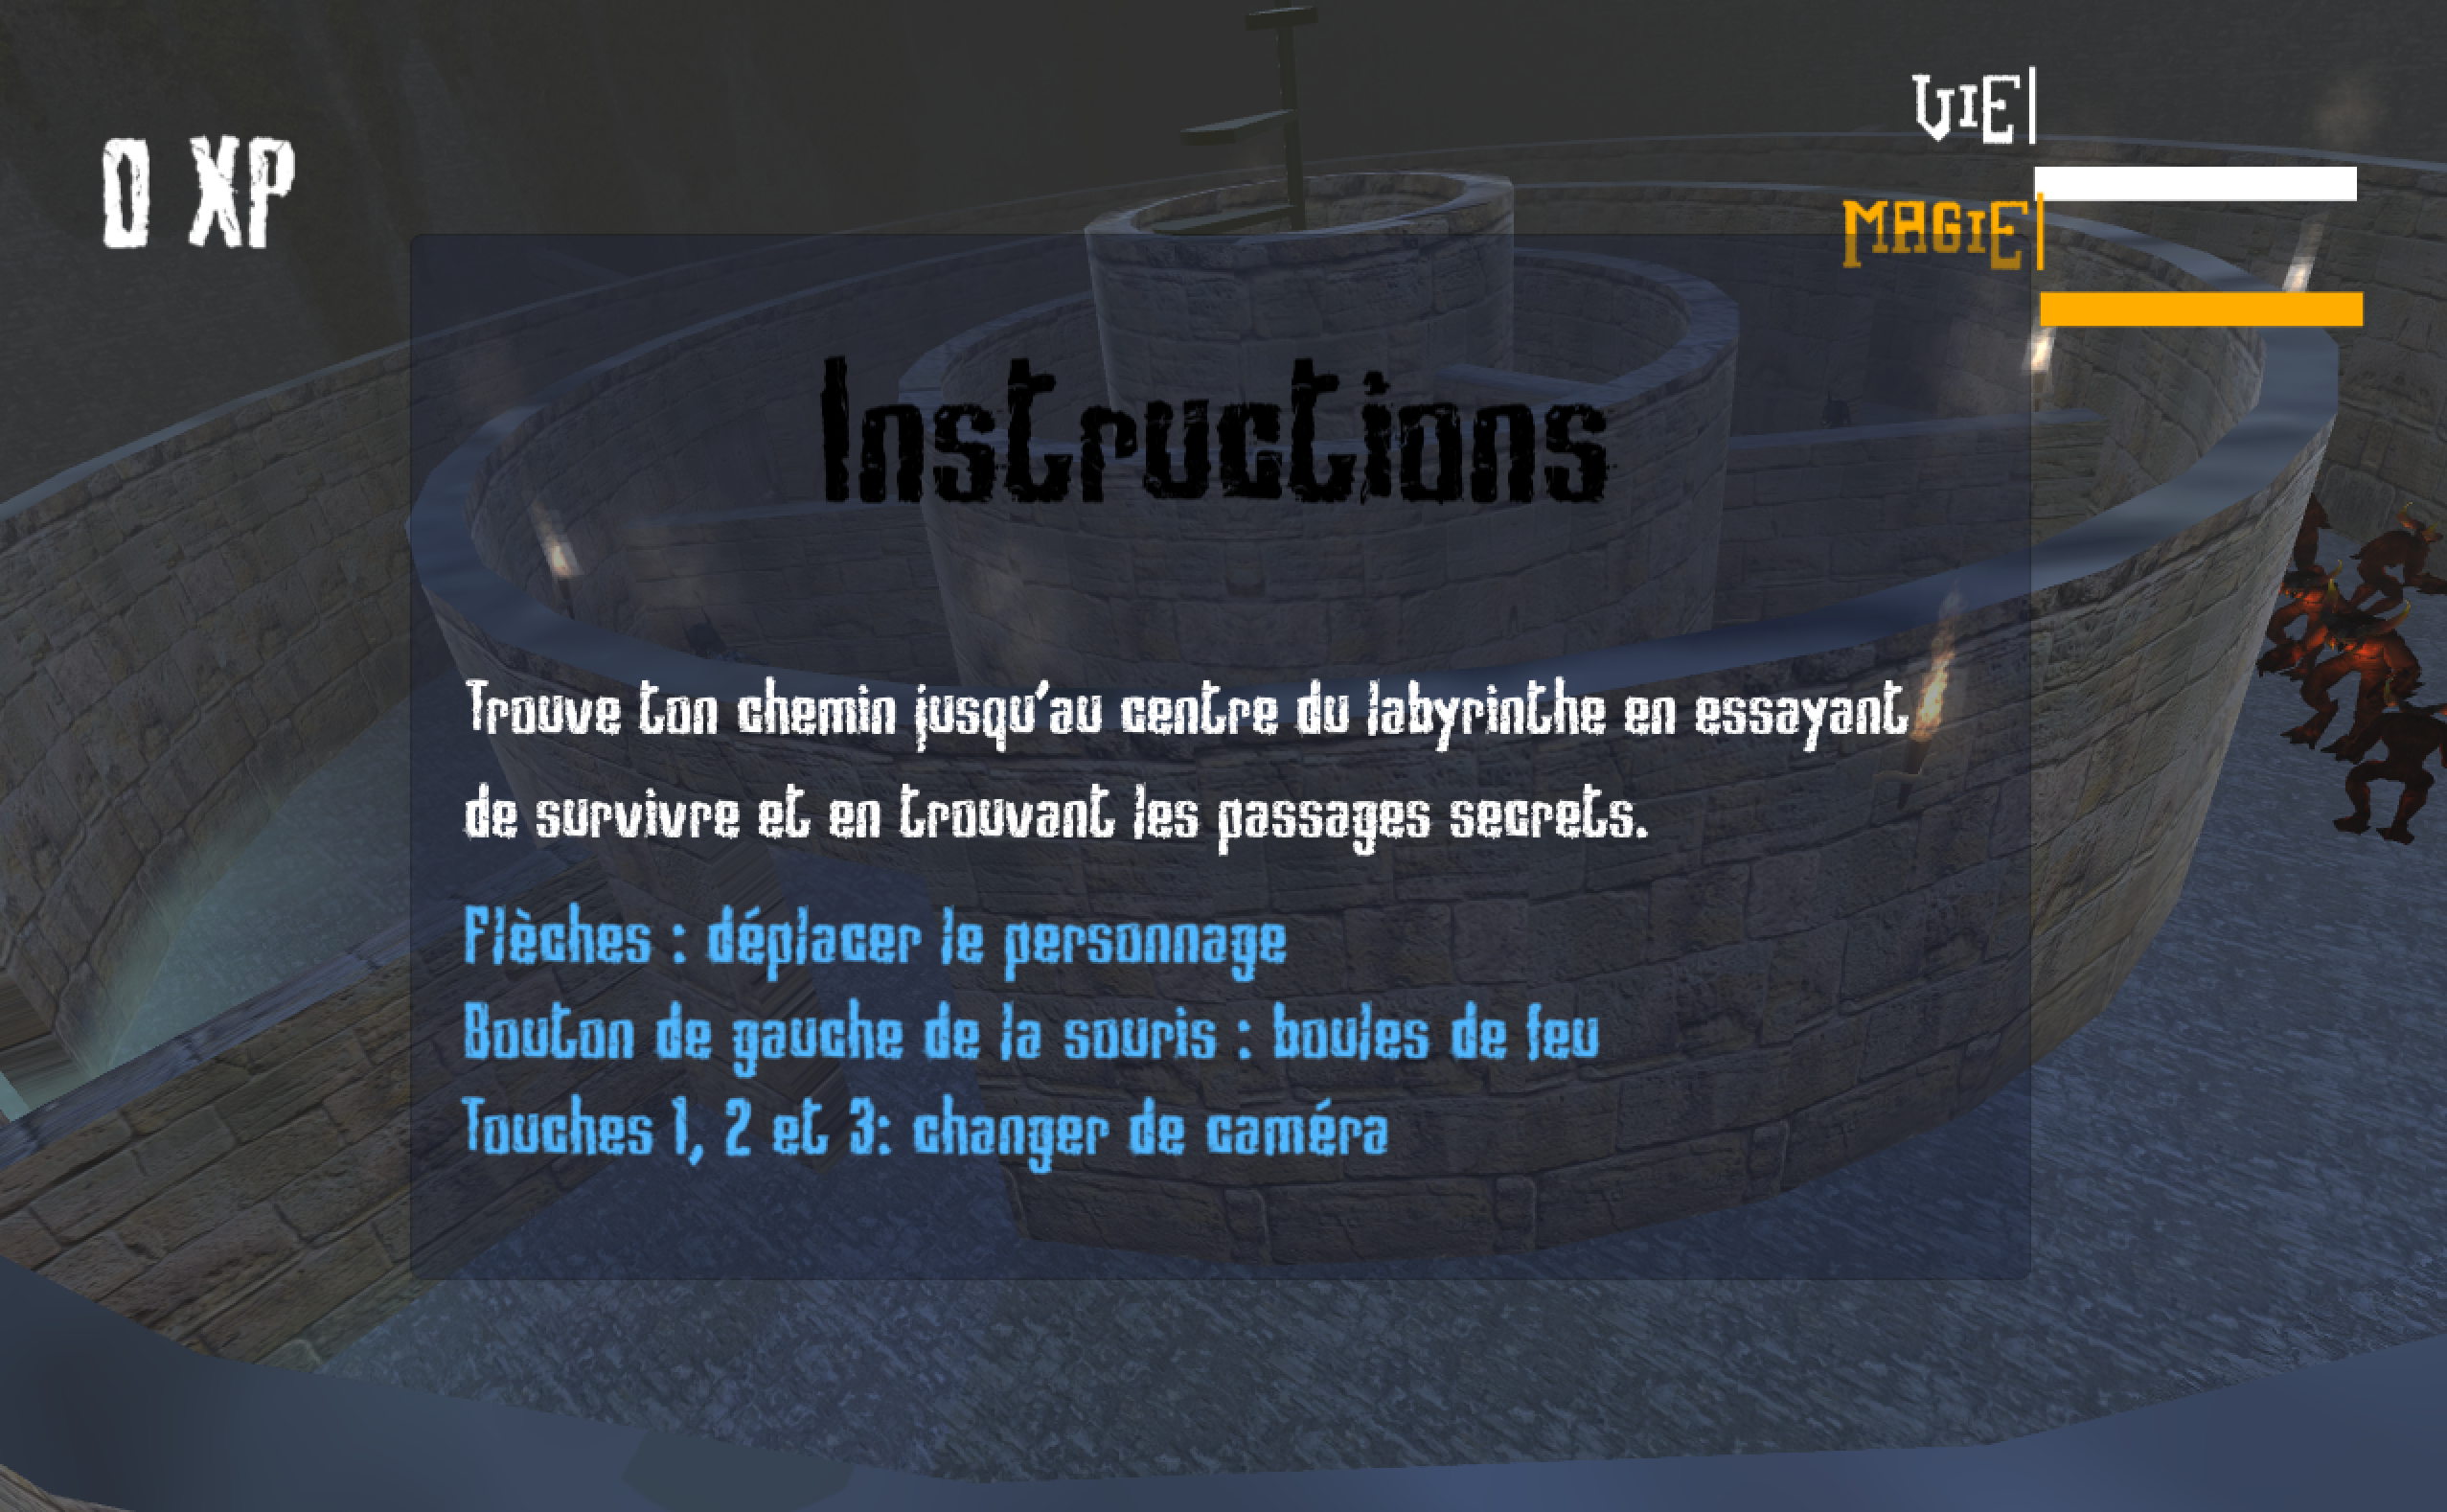 0 XP
VIE
MAGIE
Instructions
Trouve ton chemin jusqu'au centre du labyrinthe en essayant
de survivre et en trouvant les passages secrets.
Flèches : déplacer le personnage
Bouton de gauche de la souris : boules de feu
Touches 1, 2 et 3: changer de caméra